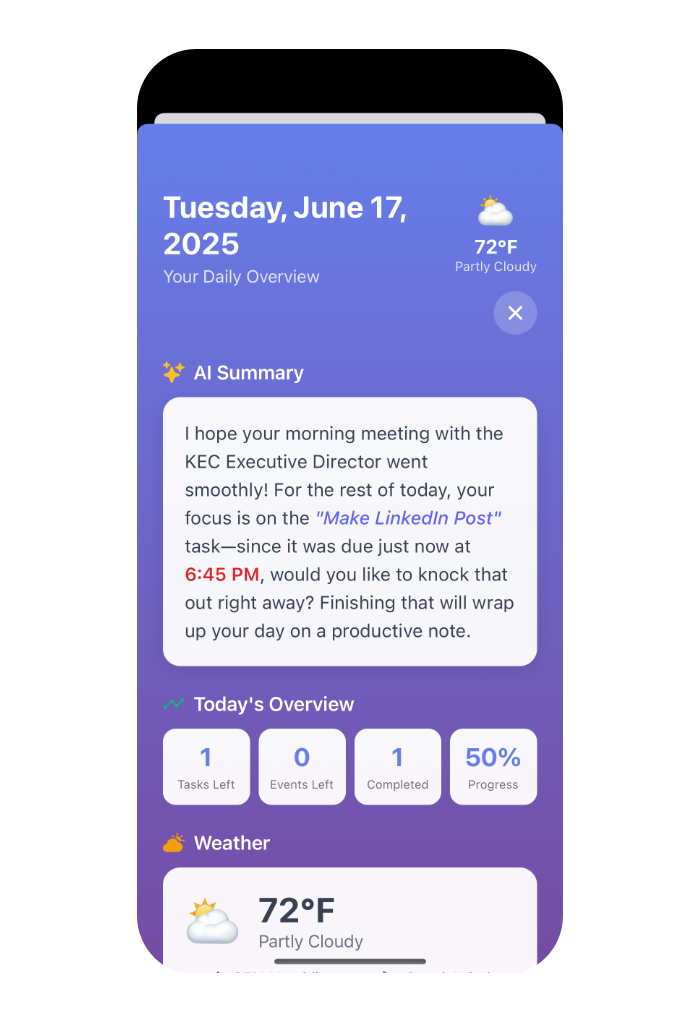 Tuesday, June 17,
2025
Your Daily Overview
72°F
Partly Cloudy
AI Summary
I hope your morning meeting with the
KEC Executive Director went
smoothly! For the rest of today, your
focus is on the "Make LinkedIn Post"
task—since it was due just now at
6:45 PM, would you like to knock that
out right away? Finishing that will wrap
up your day on a productive note.
Today's Overview
1
Tasks Left
0
Events Left
1
Completed
50%
Progress
Weather
72°F
Partly Cloudy